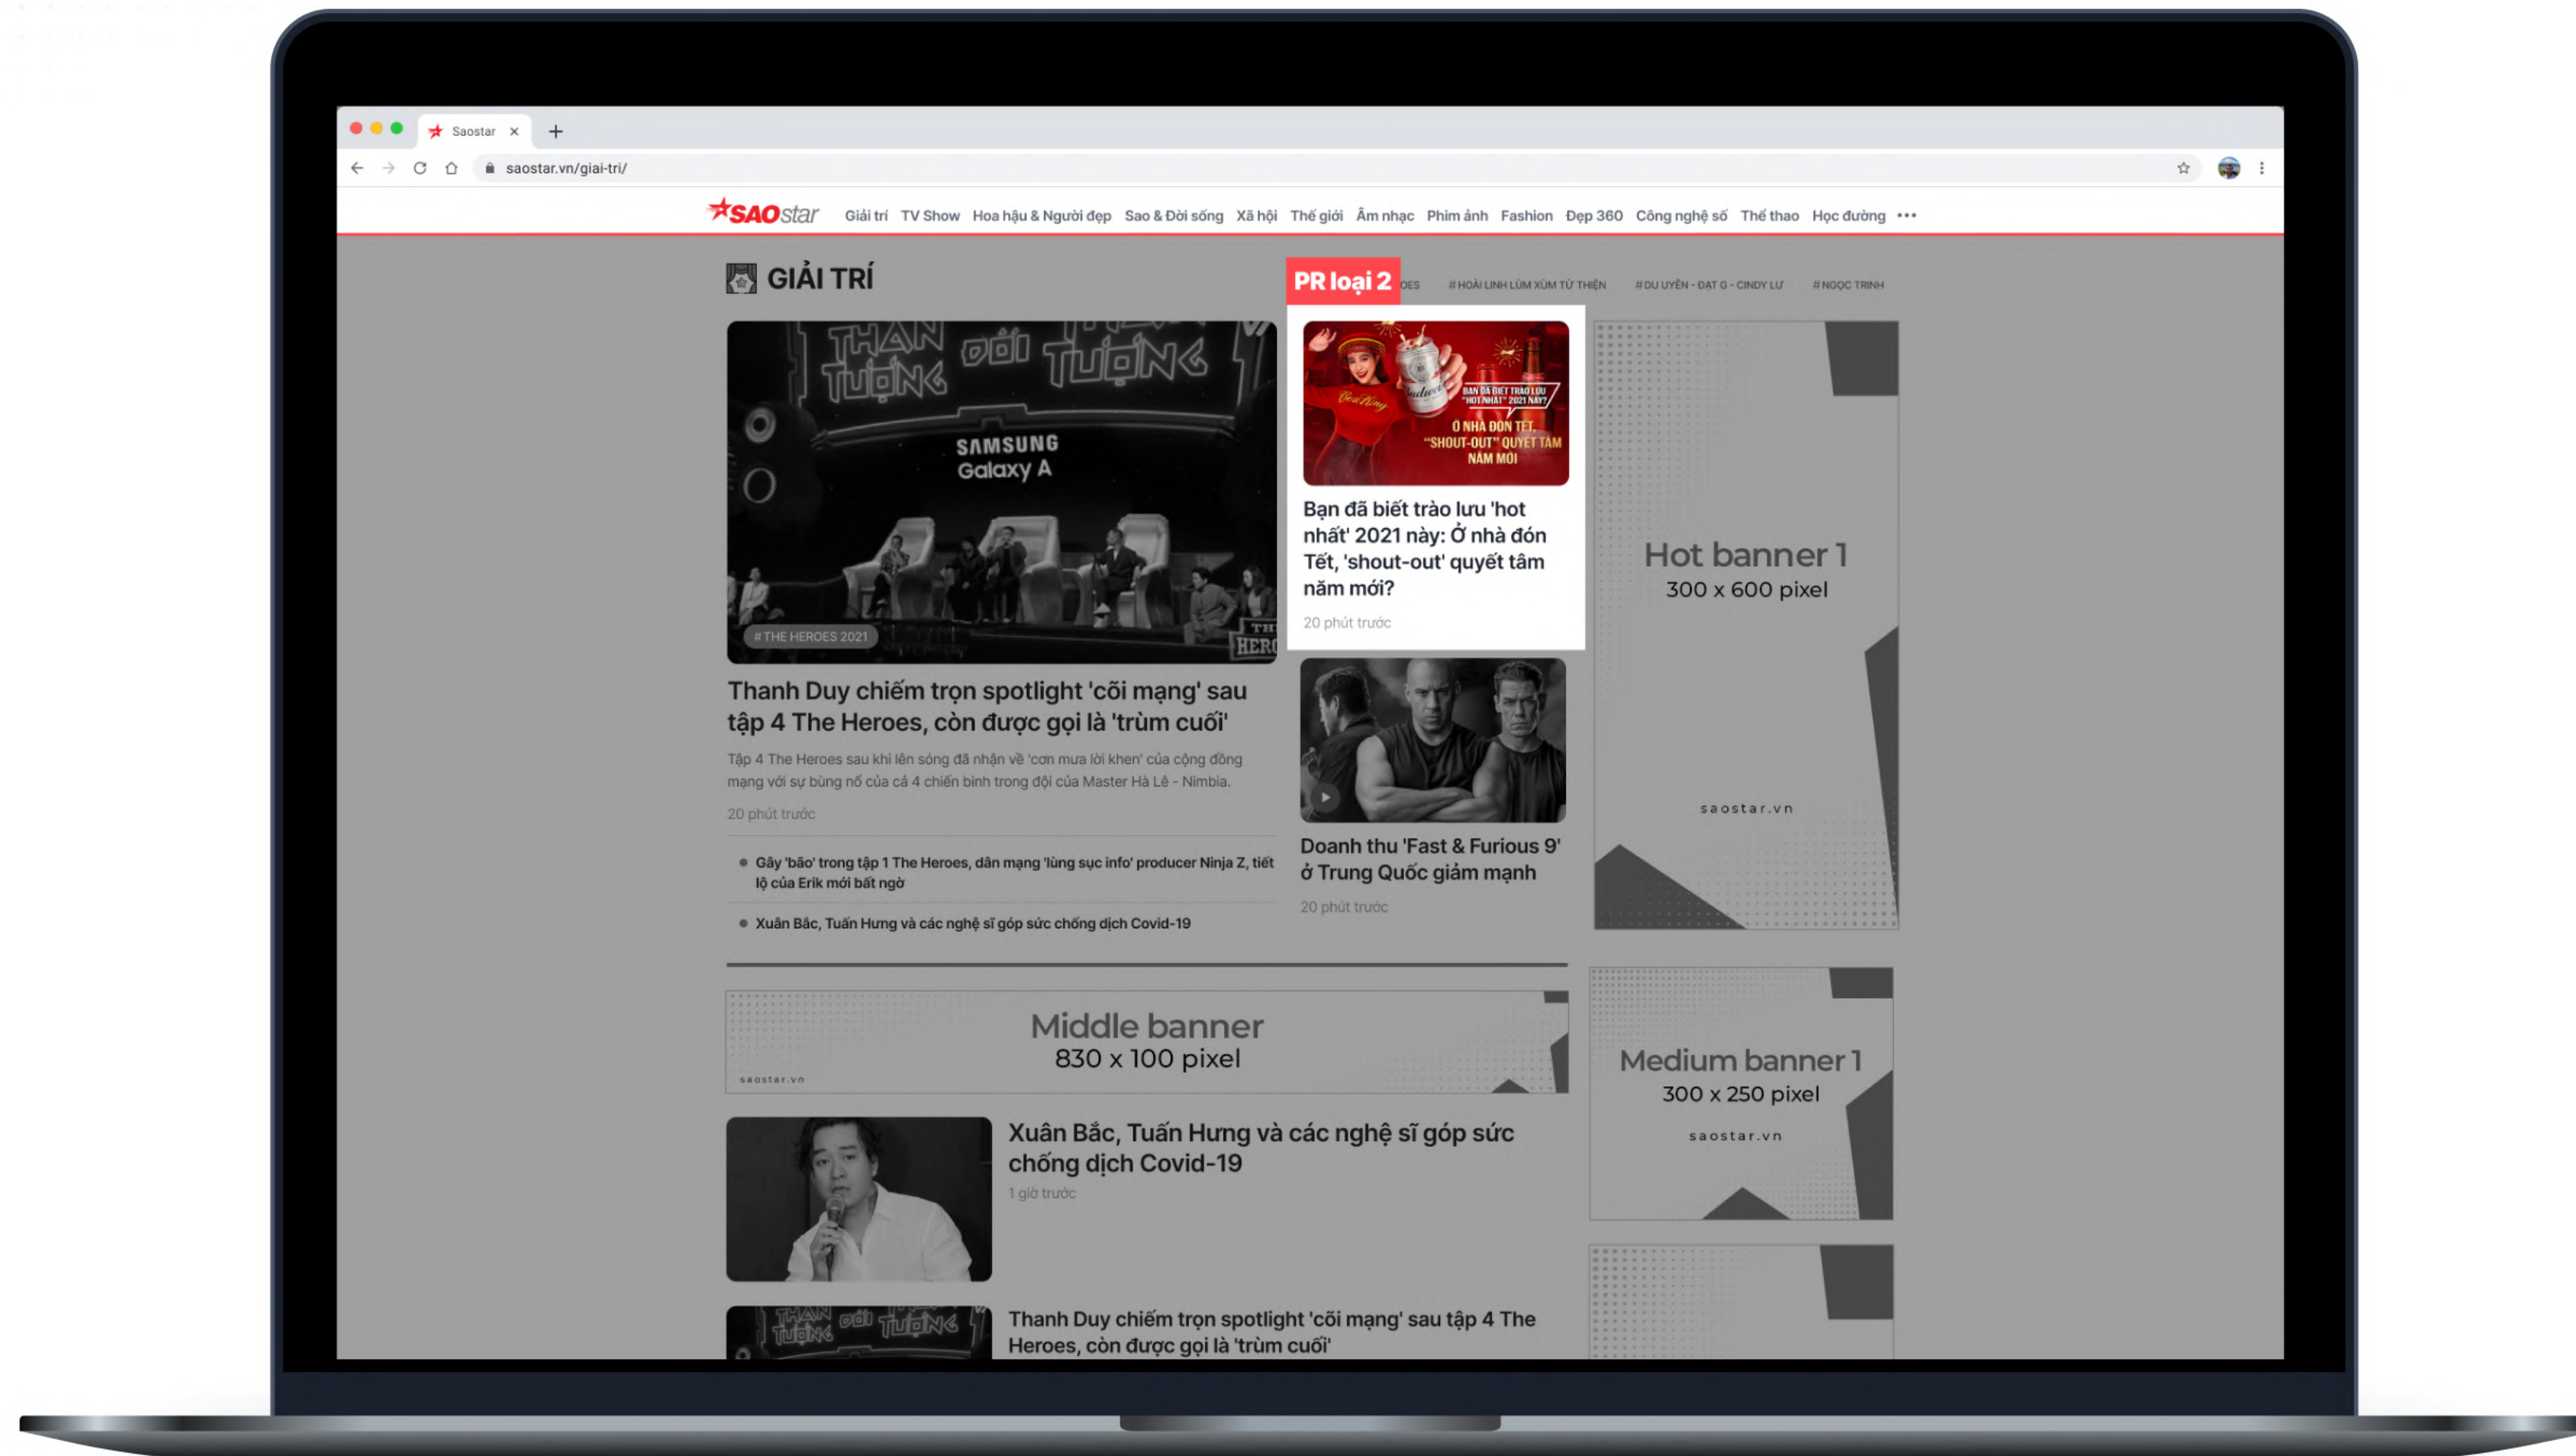 Saostar
saostar.vn/giai-tri/
SAOstar
Giải trí TV Show Hoa hậu & Người đẹp Sao & Đời sống Xã hội Thế giới Âm nhạc Phim ảnh Fashion Đẹp 360 Công nghệ số Thể thao Học đường
GIẢI TRÍ
PR loại 2
OES
# HOÀI LINH LÙM XÙM TỪ THIỆN
# DU UYÊN - ĐẠT G - CINDY LƯ
# NGỌC TRINH
THẦN TƯỢNG ĐỐI THẦN TƯỢNG
SAMSUNG
Galaxy A
# THE HEROES 2021
THE
HERO
Thanh Duy chiếm trọn spotlight 'cõi mạng' sau
tập 4 The Heroes, còn được gọi là 'trùm cuối'
Tập 4 The Heroes sau khi lên sóng đã nhận về 'cơn mưa lời khen' của cộng đồng
mạng với sự bùng nổ của cả 4 chiến binh trong đội của Master Hà Lê - Nimbia.
20 phút trước
Gây 'bão' trong tập 1 The Heroes, dân mạng 'lùng sục info' producer Ninja Z, tiết
lộ của Erik mới bất ngờ
Xuân Bắc, Tuấn Hưng và các nghệ sĩ góp sức chống dịch Covid-19
BẠN ĐÃ BIẾT TRÀO LƯU
"HOT NHẤT" 2021 NÀY?
Ở NHÀ ĐÓN TẾT,
"SHOUT-OUT" QUYẾT TÂM
NĂM MỚI
Bạn đã biết trào lưu 'hot
nhất' 2021 này: Ở nhà đón
Tết, 'shout-out' quyết tâm
năm mới?
20 phút trước
Doanh thu 'Fast & Furious 9'
ở Trung Quốc giảm mạnh
20 phút trước
Hot banner 1
300 x 600 pixel
saostar.vn
Middle banner
830 x 100 pixel
saostar.vn
Medium banner 1
300 x 250 pixel
saostar.vn
Xuân Bắc, Tuấn Hưng và các nghệ sĩ góp sức
chống dịch Covid-19
1 giờ trước
Thanh Duy chiếm trọn spotlight 'cõi mạng' sau tập 4 The
Heroes, còn được gọi là 'trùm cuối'